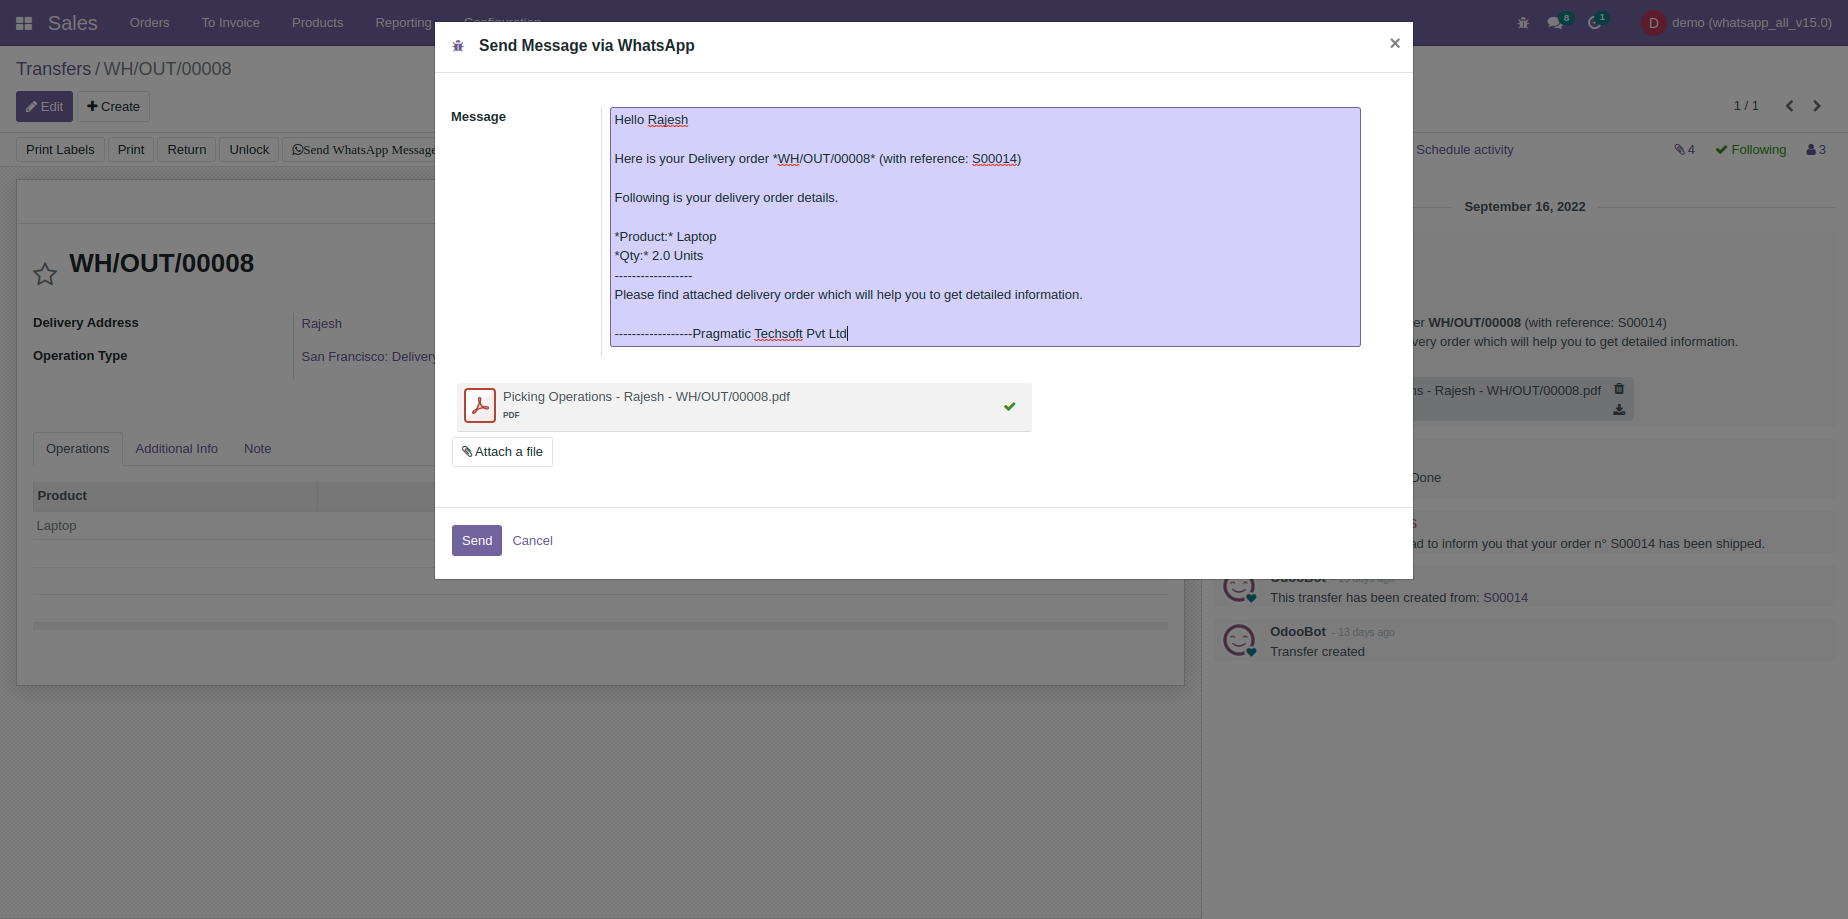 Sales
Orders
To Invoice
Products
Reporting
Configuration
8
1
D
demo (whatsapp_all_v15.0)
Transfers / WH/OUT/00008
Edit
Create
1 / 1
Print Labels
Print
Return
Unlock
Send WhatsApp Message
Schedule activity
4
Following
3
WH/OUT/00008
Delivery Address
Rajesh
Operation Type
San Francisco: Delivery
Operations
Additional Info
Note
Product
Laptop
Send Message via WhatsApp
×
Message
Hello Rajesh
Here is your Delivery order *WH/OUT/00008* (with reference: S00014)
Following is your delivery order details.
*Product:* Laptop
*Qty:* 2.0 Units
------------------
Please find attached delivery order which will help you to get detailed information.
------------------Pragmatic Techsoft Pvt Ltd
Picking Operations - Rajesh - WH/OUT/00008.pdf
PDF
Attach a file
Send
Cancel
September 16, 2022
WH/OUT/00008 (with reference: S00014)
order which will help you to get detailed information.
- Rajesh - WH/OUT/00008.pdf
Done
to inform you that your order n° S00014 has been shipped.
OdooBot - 13 days ago
This transfer has been created from: S00014
OdooBot - 13 days ago
Transfer created